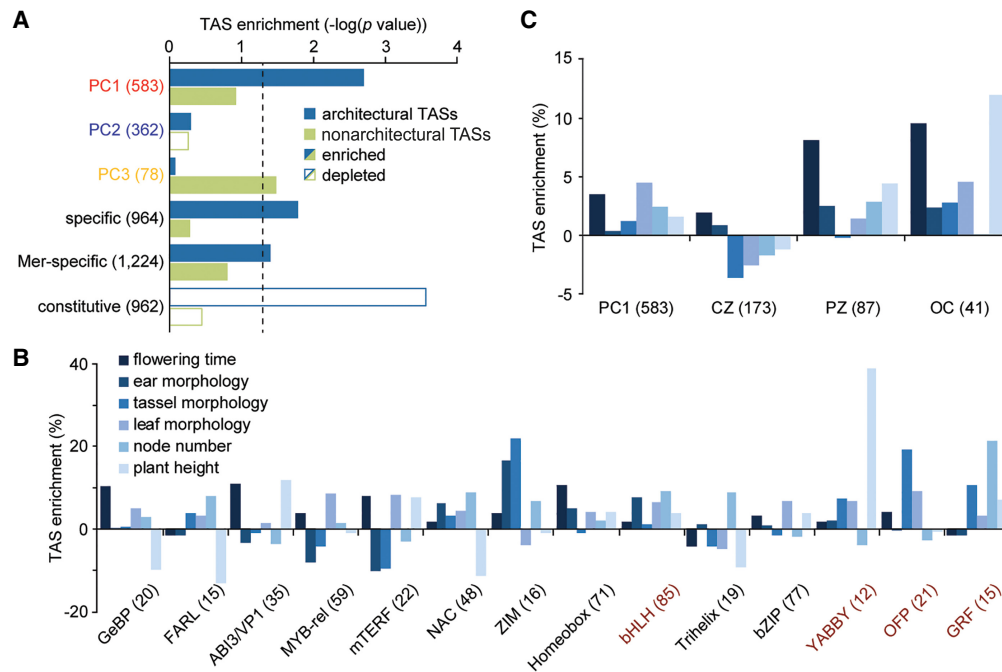 A
TAS enrichment (-log(p value))
0 1 2 3 4
PC1 (583)
PC2 (362)
PC3 (78)
specific (964)
Mer-specific (1,224)
constitutive (962)
architectural TASs
nonarchitectural TASs
enriched
depleted
C
TAS enrichment (%)
15
10
5
0
-5
PC1 (583) CZ (173) PZ (87) OC (41)
B
TAS enrichment (%)
40
20
0
-20
flowering time
ear morphology
tassel morphology
leaf morphology
node number
plant height
GeBP (20)
FARL (15)
ABI3/VP1 (35)
MYB-rel (59)
mTERF (22)
NAC (48)
ZIM (16)
Homeobox (71)
bHLH (85)
Trihelix (19)
bZIP (77)
YABBY (12)
OFP (21)
GRF (15)